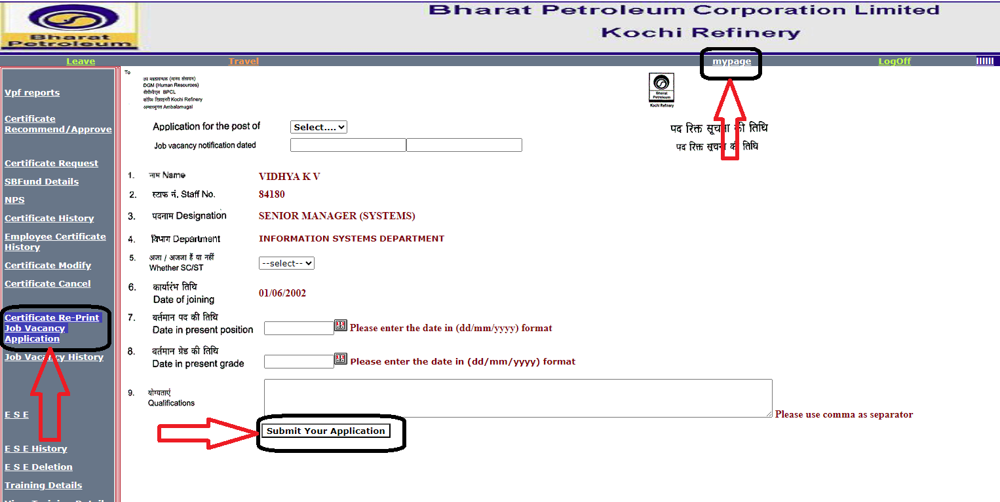 Bharat Petroleum Corporation Limited
Kochi Refinery
Bharat
Petroleum
Leave
Travel
mypage
LogOff
Vpf reports
Certificate
Recommend/Approve
Certificate Request
SBFund Details
NPS
Certificate History
Employee Certificate
History
Certificate Modify
Certificate Cancel
Certificate Re-Print
Job Vacancy
Application
Job Vacancy History
E S E
E S E History
E S E Deletion
Training Details
To
उप महाप्रबन्धक (मानव संसाधन)
DGM (Human Resources)
बीपीसीएल BPCL
कोच्चि रिफाइनरी Kochi Refinery
अम्बलमुगल Ambalamugal
Bharat
Petroleum
Kochi Refinery
Application for the post of
Select....
पद रिक्त सूचना की तिथि
Job vacancy notification dated
पद रिक्त सूचना की तिथि
1. नाम Name VIDHYA K V
2. स्टाफ नं. Staff No. 84180
3. पदनाम Designation SENIOR MANAGER (SYSTEMS)
4. विभाग Department INFORMATION SYSTEMS DEPARTMENT
5. अजा / अजजा हैं या नहीं
Whether SC/ST --select--
6. कार्यारंभ तिथि
Date of joining 01/06/2002
7. वर्तमान पद की तिथि
Date in present position Please enter the date in (dd/mm/yyyy) format
8. वर्तमान ग्रेड की तिथि
Date in present grade Please enter the date in (dd/mm/yyyy) format
9. योग्यताएं
Qualifications
Please use comma as separator
Submit Your Application